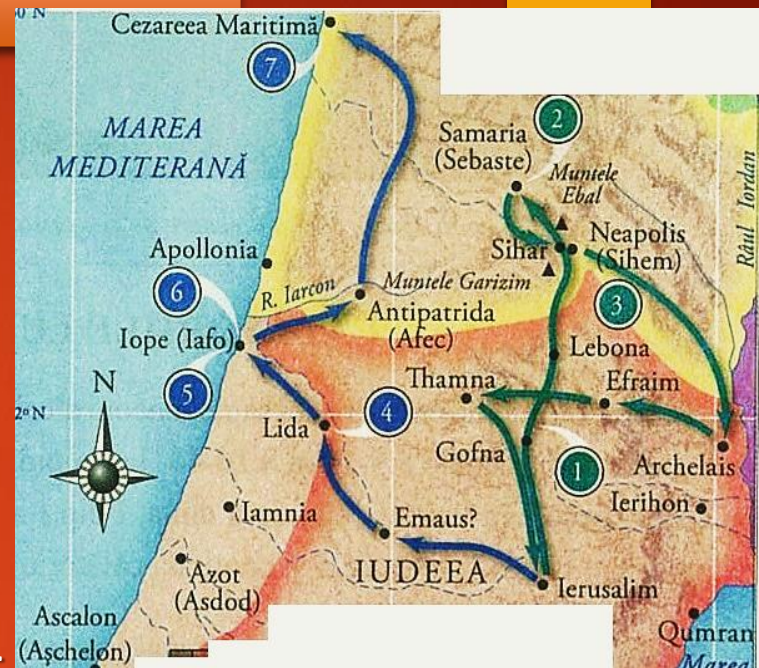 Cezareea Maritimă
7
MAREA
MEDITERANĂ
2
Samaria
(Sebaste)
Muntele
Ebal
Râul Iordan
Sihar
Neapolis
(Sihem)
Apollonia
6
R. Iarcon
Muntele Garizim
Antipatrida
(Afec)
3
Iope (Iafo)
Lebona
N
5
Thamna
Efraim
2º N
4
Lida
Gofna
1
Archelais
Ierihon
Iamnia
Emaus?
IUDEEA
Azot
(Asdod)
Ierusalim
Ascalon
(Aşchelon)
Qumran
Marea